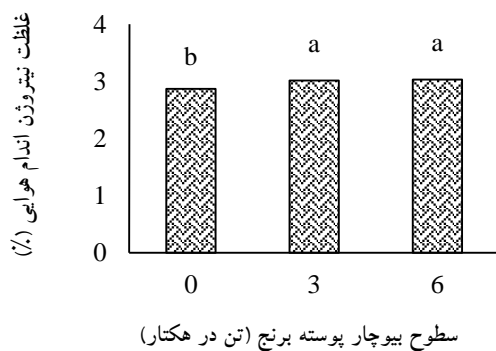 غلظت نیتروژن اندام هوایی (%)
4
3
2
1
0
b a a
0 3 6
سطوح بیوچار پوسته برنج (تن در هکتار)